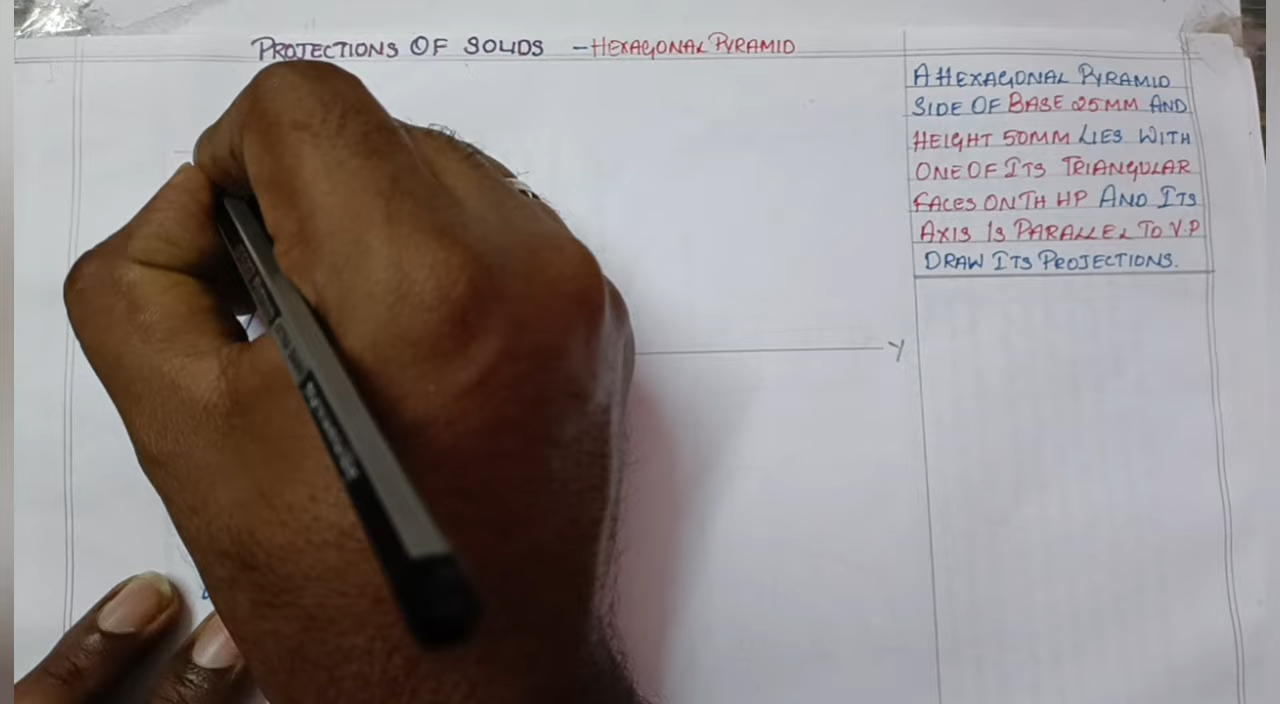 PROJECTIONS OF SOLIDS - HEXAGONAL PYRAMID
A HEXAGONAL PYRAMID
SIDE OF BASE 25MM AND
HEIGHT 50MM LIES WITH
ONE OF ITS TRIANGULAR
FACES ON TH HP AND ITS
AXIS IS PARALLEL TO V.P
DRAW ITS PROJECTIONS.
Y